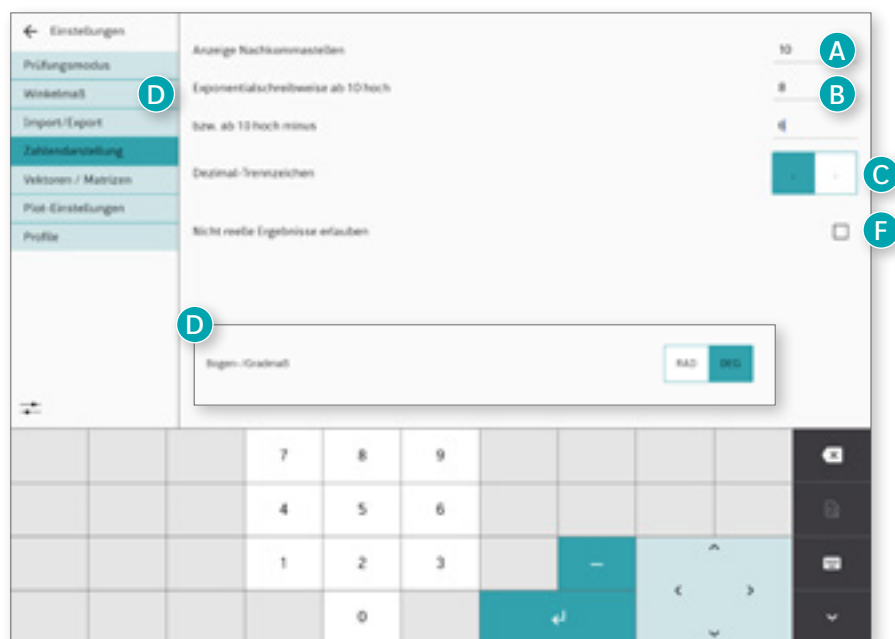 Einstellungen
Prüfungsmodus
Winkelmaß D
Import/Export
Zahlendarstellung
Vektoren / Matrizen
Plot-Einstellungen
Profile
Anzeige Nachkommastellen 10 A
Exponentialschreibweise ab 10 hoch 8 B
bzw. ab 10 hoch minus 6
Dezimal-Trennzeichen C
Nicht reelle Ergebnisse erlauben F
D
Bogen-/Gradmaß RAD DEG
7 8 9
4 5 6
1 2 3 −
0